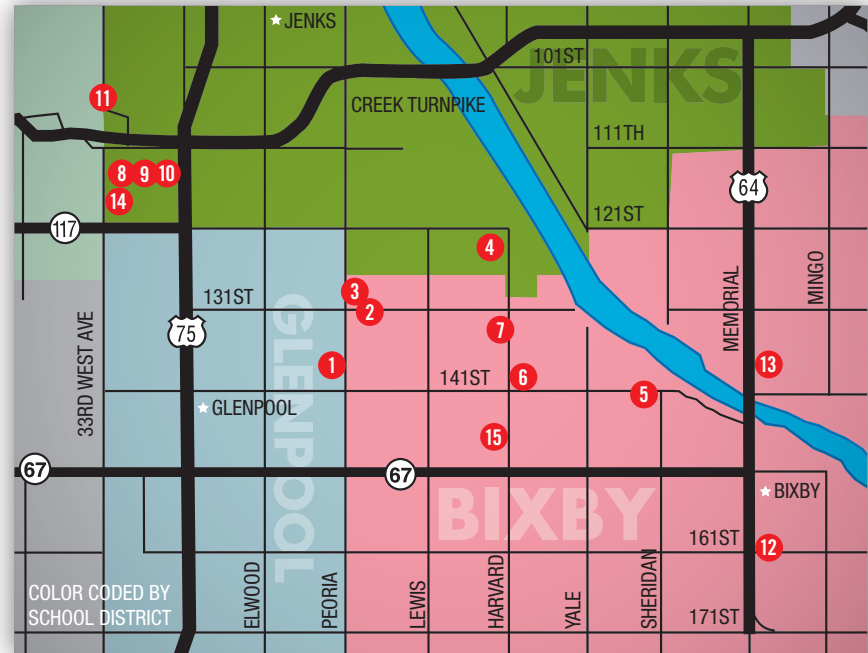 JENKS
101ST
JENKS
11
CREEK TURNPIKE
111TH
8 9 10
14
64
117
121ST
4
MEMORIAL
MINGO
3
131ST
2
33RD WEST AVE
75
GLENPOOL
7
1
13
141ST
6
5
GLENPOOL
15
67
67
BIXBY
BIXBY
161ST
12
COLOR CODED BY
SCHOOL DISTRICT
ELWOOD
PEORIA
LEWIS
HARVARD
YALE
SHERIDAN
171ST